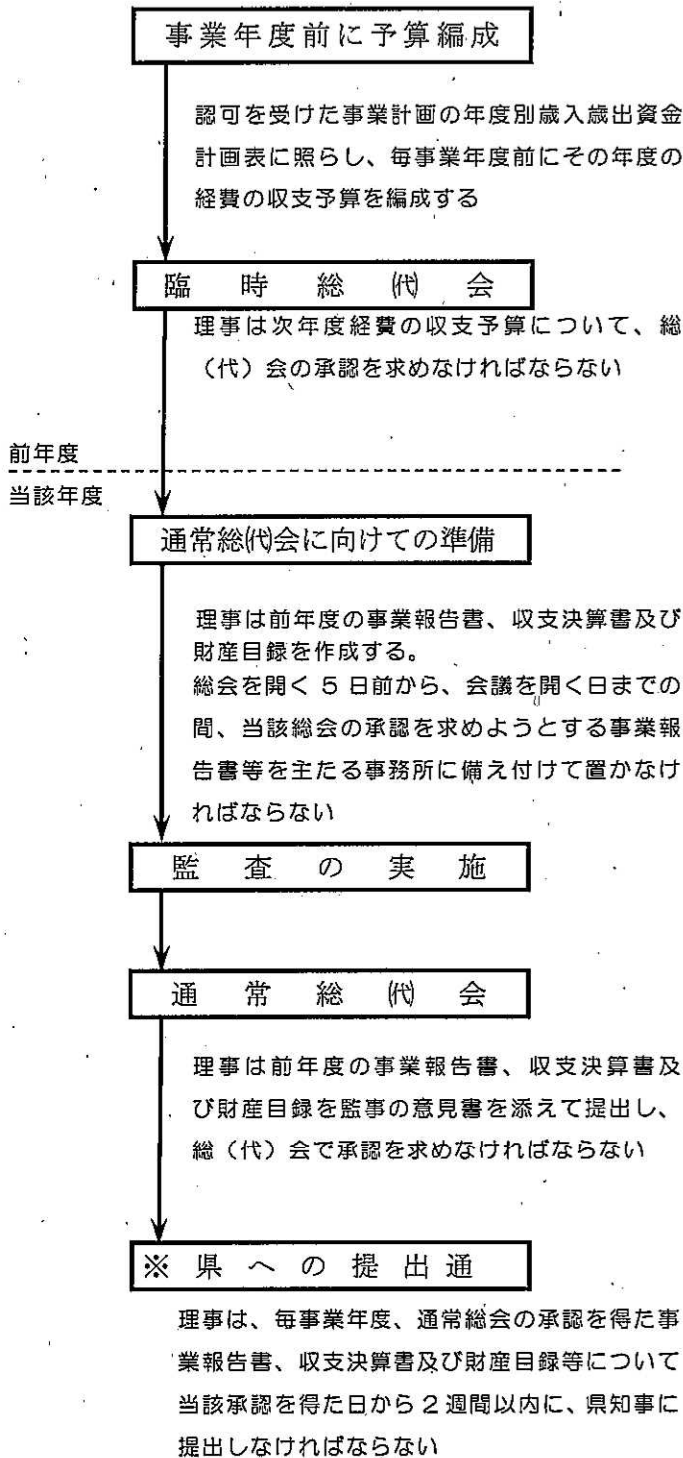 事業年度前に予算編成
認可を受けた事業計画の年度別歳入歳出資金
計画表に照らし、毎事業年度前にその年度の
経費の収支予算を編成する
臨時総㈹会
理事は次年度経費の収支予算について、総
（代）会の承認を求めなければならない
前年度
当該年度
通常総㈹会に向けての準備
理事は前年度の事業報告書、収支決算書及び
財産目録を作成する。
総会を開く５日前から、会議を開く日までの
間、当該総会の承認を求めようとする事業報
告書等を主たる事務所に備え付けて置かなけ
ればならない
監査の実施
通常総㈹会
理事は前年度の事業報告書、収支決算書及
び財産目録を監事の意見書を添えて提出し、
総（代）会で承認を求めなければならない
※県への提出通
理事は、毎事業年度、通常総会の承認を得た事
業報告書、収支決算書及び財産目録等について
当該承認を得た日から２週間以内に、県知事に
提出しなければならない